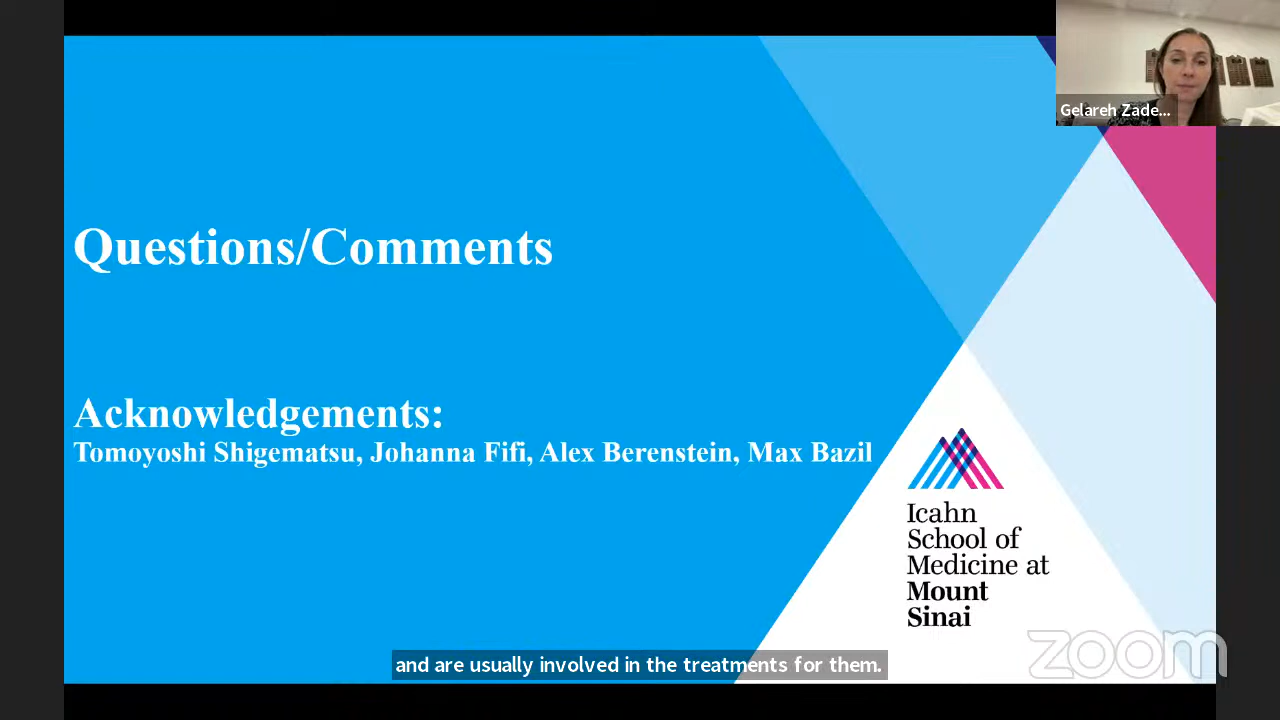 Gelareh Zade...
Questions/Comments
Acknowledgements:
Tomoyoshi Shigematsu, Johanna Fifi, Alex Berenstein, Max Bazil
Icahn
School of
Medicine at
Mount
Sinai
zoom
and are usually involved in the treatments for them.